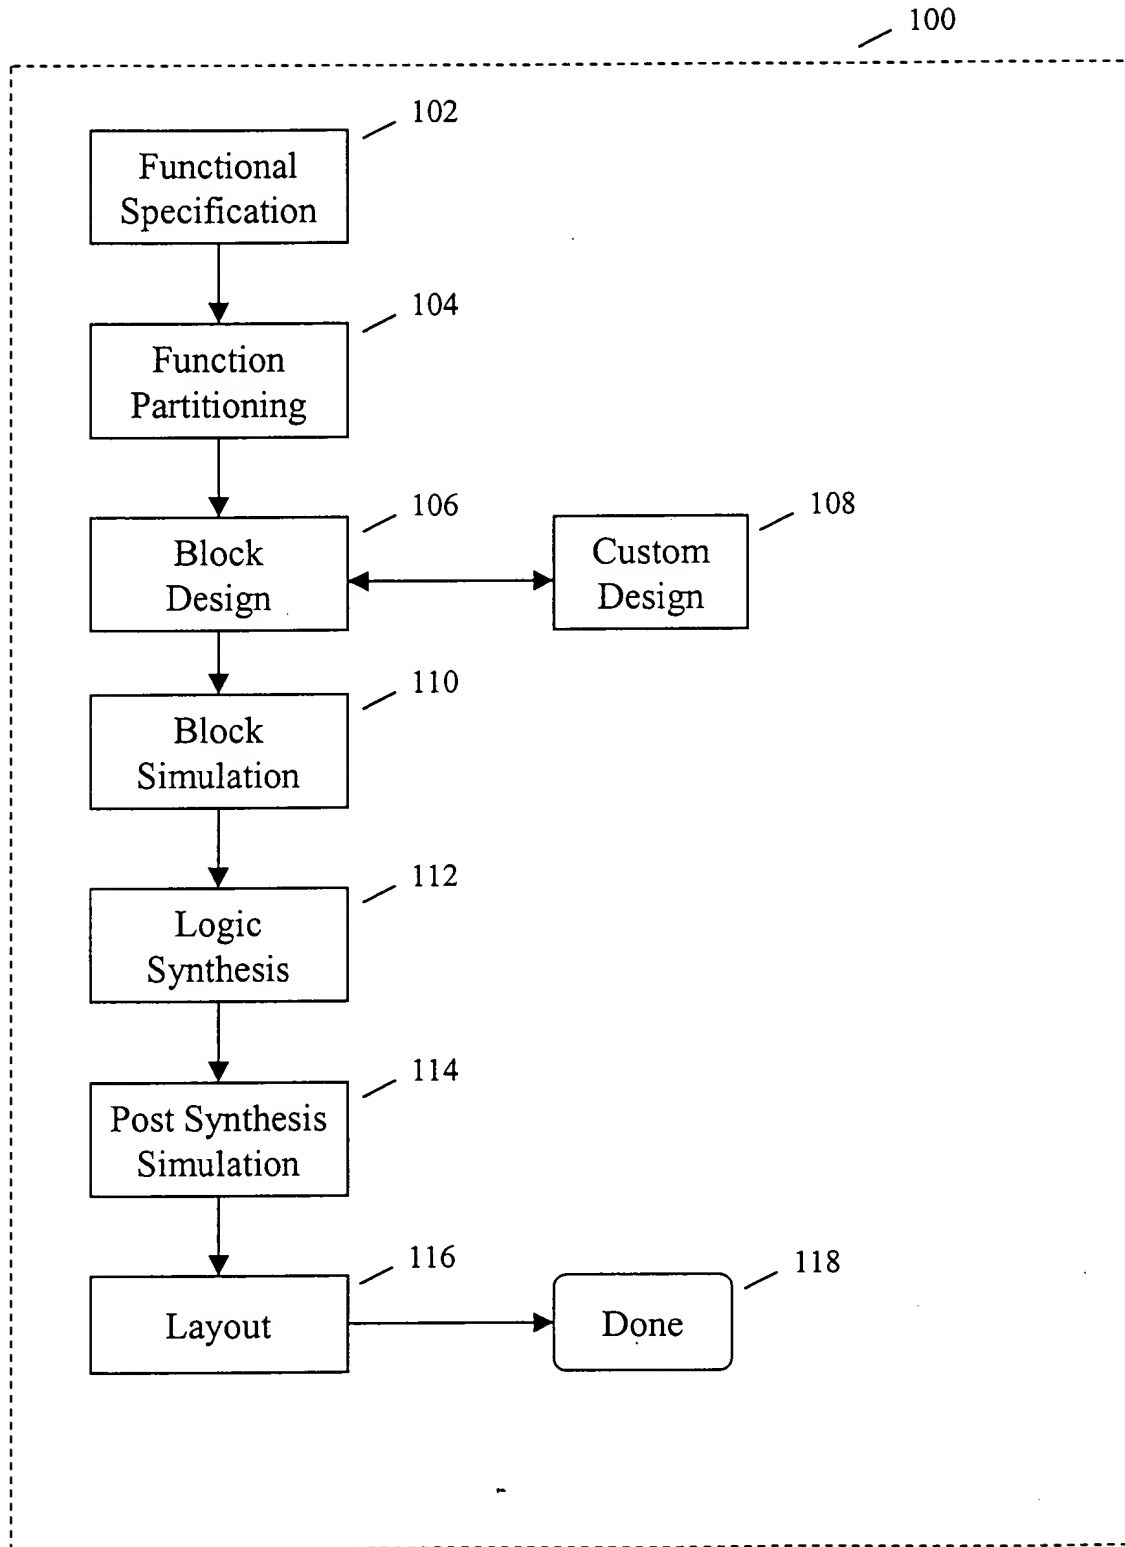 100
102
Functional
Specification
104
Function
Partitioning
106
Block
Design
108
Custom
Design
110
Block
Simulation
112
Logic
Synthesis
114
Post Synthesis
Simulation
116
Layout
118
Done